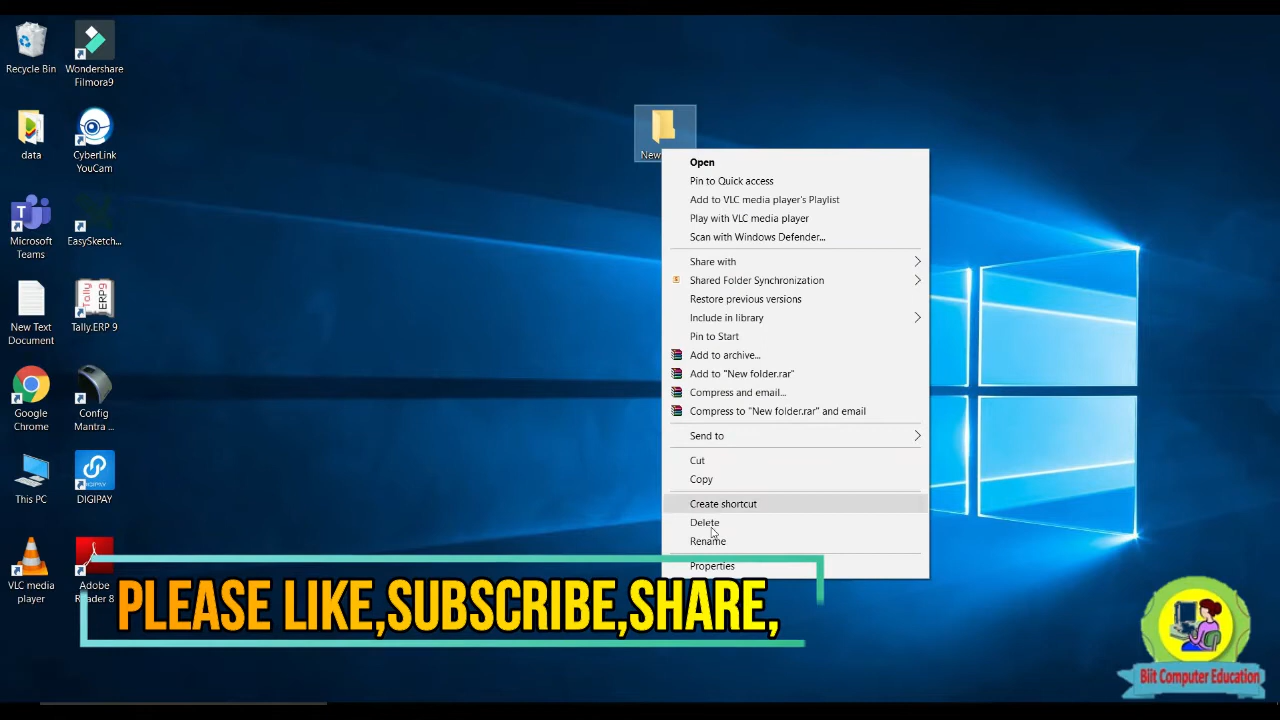 Recycle Bin
Wondershare
Filmora9
data
CyberLink
YouCam
Microsoft
Teams
EasySketch...
New Text
Document
Tally.ERP 9
Google
Chrome
Config
Mantra ...
This PC
DIGIPAY
VLC media
player
Adobe
New
Open
Pin to Quick access
Add to VLC media player's Playlist
Play with VLC media player
Scan with Windows Defender...
Share with
Shared Folder Synchronization
Restore previous versions
Include in library
Pin to Start
Add to archive...
Add to "New folder.rar"
Compress and email...
Compress to "New folder.rar" and email
Send to
Cut
Copy
Create shortcut
Delete
Rename
Properties
PLEASE LIKE,SUBSCRIBE,SHARE,
Biit Computer Education